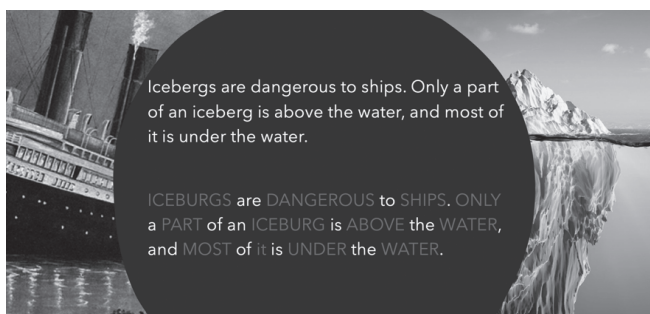 Icebergs are dangerous to ships. Only a part
of an iceberg is above the water, and most of
it is under the water.
ICEBURGS are DANGEROUS to SHIPS. ONLY
a PART of an ICEBURG is ABOVE the WATER,
and MOST of it is UNDER the WATER.